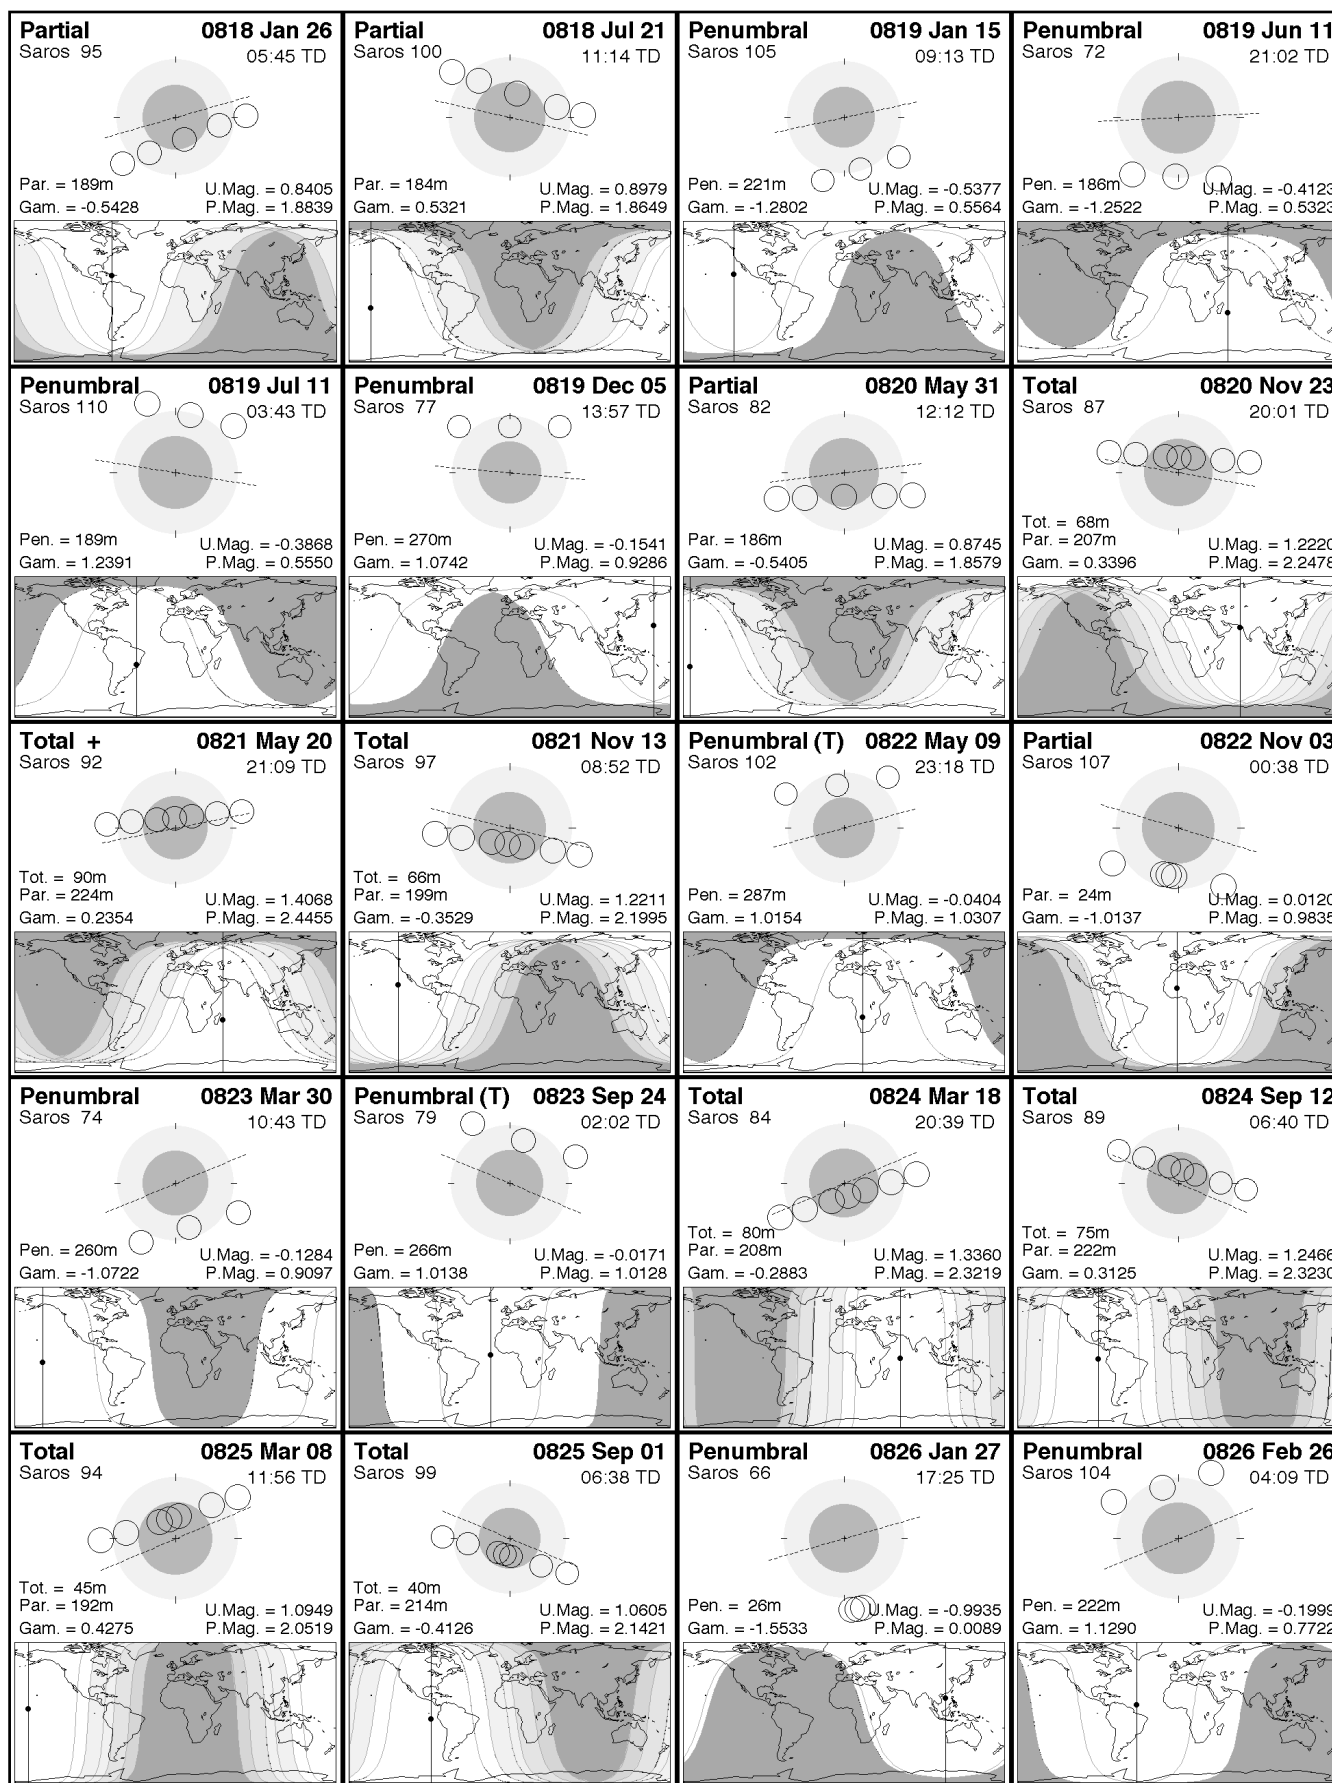 Partial 0818 Jan 26
Saros 95 05:45 TD
Par. = 189m U.Mag. = 0.8405
Gam. = -0.5428 P.Mag. = 1.8839
Partial 0818 Jul 21
Saros 100 11:14 TD
Par. = 184m U.Mag. = 0.8979
Gam. = 0.5321 P.Mag. = 1.8649
Penumbral 0819 Jan 15
Saros 105 09:13 TD
Pen. = 221m U.Mag. = -0.5377
Gam. = -1.2802 P.Mag. = 0.5564
Penumbral 0819 Jun 11
Saros 72 21:02 TD
Pen. = 186m U.Mag. = -0.4123
Gam. = -1.2522 P.Mag. = 0.5323
Penumbral 0819 Jul 11
Saros 110 03:43 TD
Pen. = 189m U.Mag. = -0.3868
Gam. = 1.2391 P.Mag. = 0.5550
Penumbral 0819 Dec 05
Saros 77 13:57 TD
Pen. = 270m U.Mag. = -0.1541
Gam. = 1.0742 P.Mag. = 0.9286
Partial 0820 May 31
Saros 82 12:12 TD
Par. = 186m U.Mag. = 0.8745
Gam. = -0.5405 P.Mag. = 1.8579
Total 0820 Nov 23
Saros 87 20:01 TD
Tot. = 68m
Par. = 207m U.Mag. = 1.2220
Gam. = 0.3396 P.Mag. = 2.2478
Total + 0821 May 20
Saros 92 21:09 TD
Tot. = 90m
Par. = 224m U.Mag. = 1.4068
Gam. = 0.2354 P.Mag. = 2.4455
Total 0821 Nov 13
Saros 97 08:52 TD
Tot. = 66m
Par. = 199m U.Mag. = 1.2211
Gam. = -0.3529 P.Mag. = 2.1995
Penumbral (T) 0822 May 09
Saros 102 23:18 TD
Pen. = 287m U.Mag. = -0.0404
Gam. = 1.0154 P.Mag. = 1.0307
Partial 0822 Nov 03
Saros 107 00:38 TD
Par. = 24m U.Mag. = 0.0120
Gam. = -1.0137 P.Mag. = 0.9835
Penumbral 0823 Mar 30
Saros 74 10:43 TD
Pen. = 260m U.Mag. = -0.1284
Gam. = -1.0722 P.Mag. = 0.9097
Penumbral (T) 0823 Sep 24
Saros 79 02:02 TD
Pen. = 266m U.Mag. = -0.0171
Gam. = 1.0138 P.Mag. = 1.0128
Total 0824 Mar 18
Saros 84 20:39 TD
Tot. = 80m
Par. = 208m U.Mag. = 1.3360
Gam. = -0.2883 P.Mag. = 2.3219
Total 0824 Sep 12
Saros 89 06:40 TD
Tot. = 75m
Par. = 222m U.Mag. = 1.2466
Gam. = 0.3125 P.Mag. = 2.3230
Total 0825 Mar 08
Saros 94 11:56 TD
Tot. = 45m
Par. = 192m U.Mag. = 1.0949
Gam. = 0.4275 P.Mag. = 2.0519
Total 0825 Sep 01
Saros 99 06:38 TD
Tot. = 40m
Par. = 214m U.Mag. = 1.0605
Gam. = -0.4126 P.Mag. = 2.1421
Penumbral 0826 Jan 27
Saros 66 17:25 TD
Pen. = 26m U.Mag. = -0.9935
Gam. = -1.5533 P.Mag. = 0.0089
Penumbral 0826 Feb 26
Saros 104 04:09 TD
Pen. = 222m U.Mag. = -0.1999
Gam. = 1.1290 P.Mag. = 0.7722